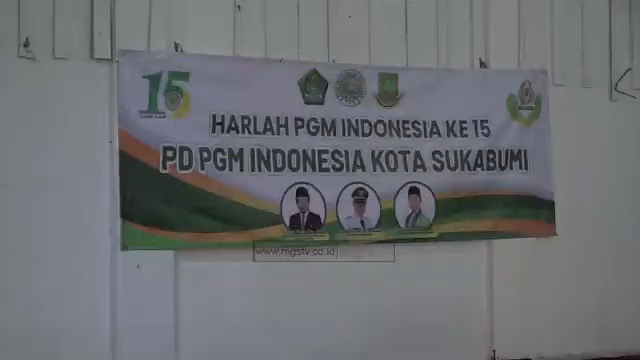 15
HARLAH PGM INDONESIA KE 15
PD PGM INDONESIA KOTA SUKABUMI
www.mgstv.co.id